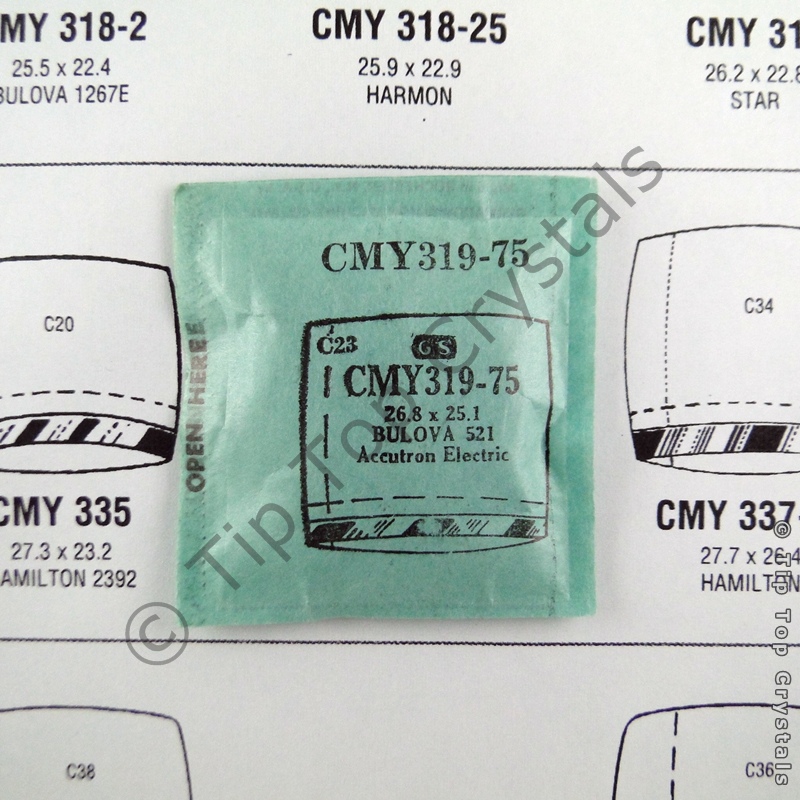 MY 318-2
25.5 x 22.4
BULOVA 1267E
CMY 318-25
25.9 x 22.9
HARMON
CMY 31
26.2 x 22.8
STAR
CMY319-75
C23
GS
CMY319-75
26.8 x 25.1
BULOVA 521
Accutron Electric
OPEN HERE
C20
CMY 335
27.3 x 23.2
HAMILTON 2392
C34
CMY 337-
27.7 x 26.4
HAMILTON
C38
C36
© Tip Top Crystals
© Tip Top Crystals